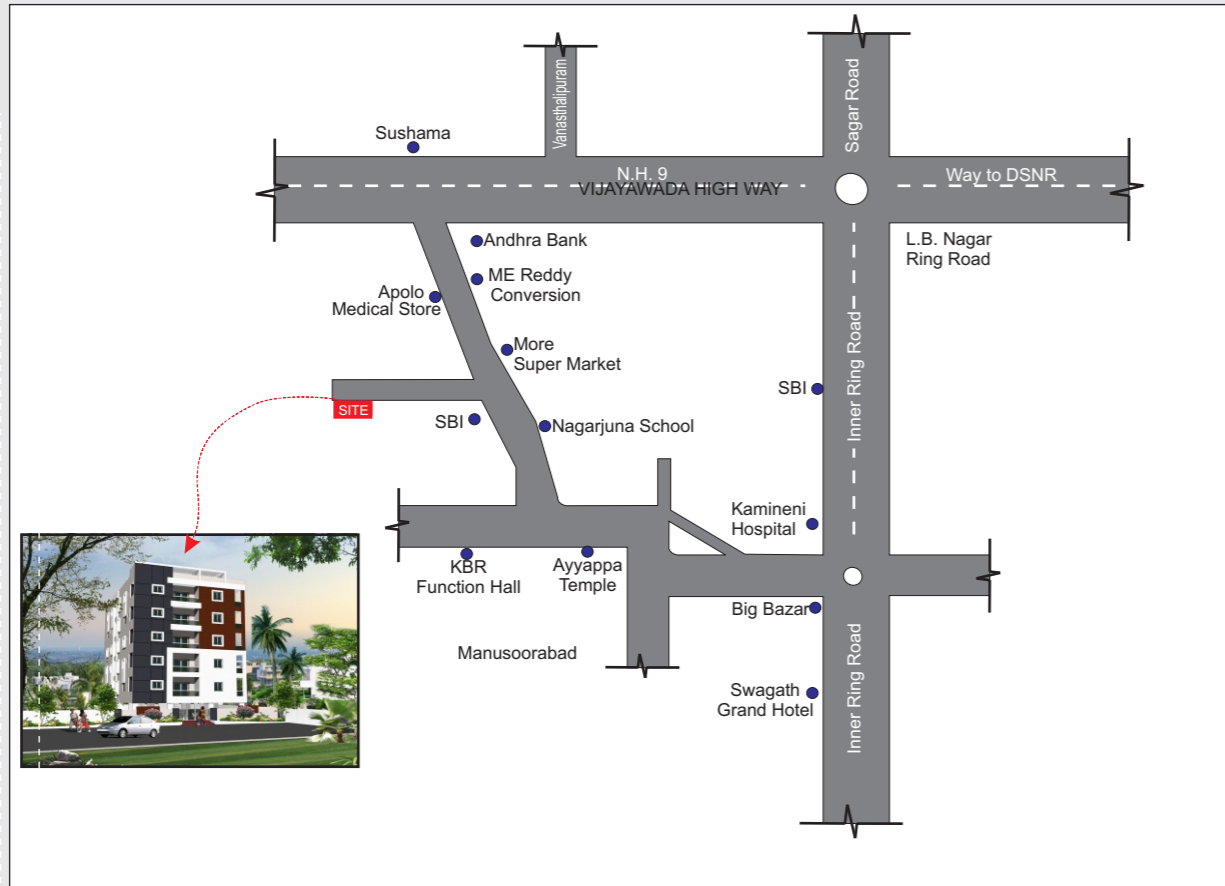 Sagar Road
Vanasthalipuram
Sushama
N.H. 9
VIJAYAWADA HIGH WAY
Way to DSNR
L.B. Nagar
Ring Road
Andhra Bank
ME Reddy
Conversion
Apolo
Medical Store
More
Super Market
Inner Ring Road
SBI
SITE
SBI
Nagarjuna School
Kamineni
Hospital
KBR
Function Hall
Ayyappa
Temple
Big Bazar
Manusoorabad
Swagath
Grand Hotel
Inner Ring Road